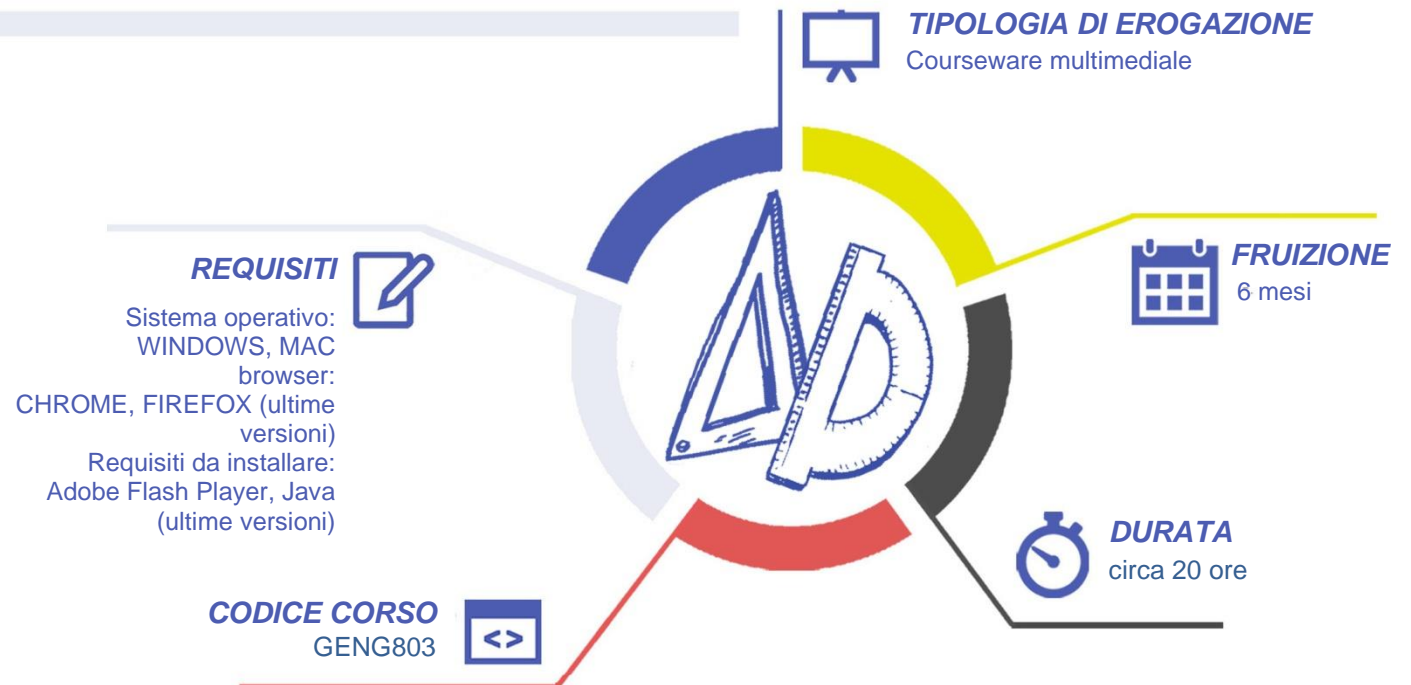 TIPOLOGIA DI EROGAZIONE
Courseware multimediale
REQUISITI
Sistema operativo:
WINDOWS, MAC
browser:
CHROME, FIREFOX (ultime
versioni)
Requisiti da installare:
Adobe Flash Player, Java
(ultime versioni)
FRUIZIONE
6 mesi
DURATA
circa 20 ore
CODICE CORSO
GENG803
<>